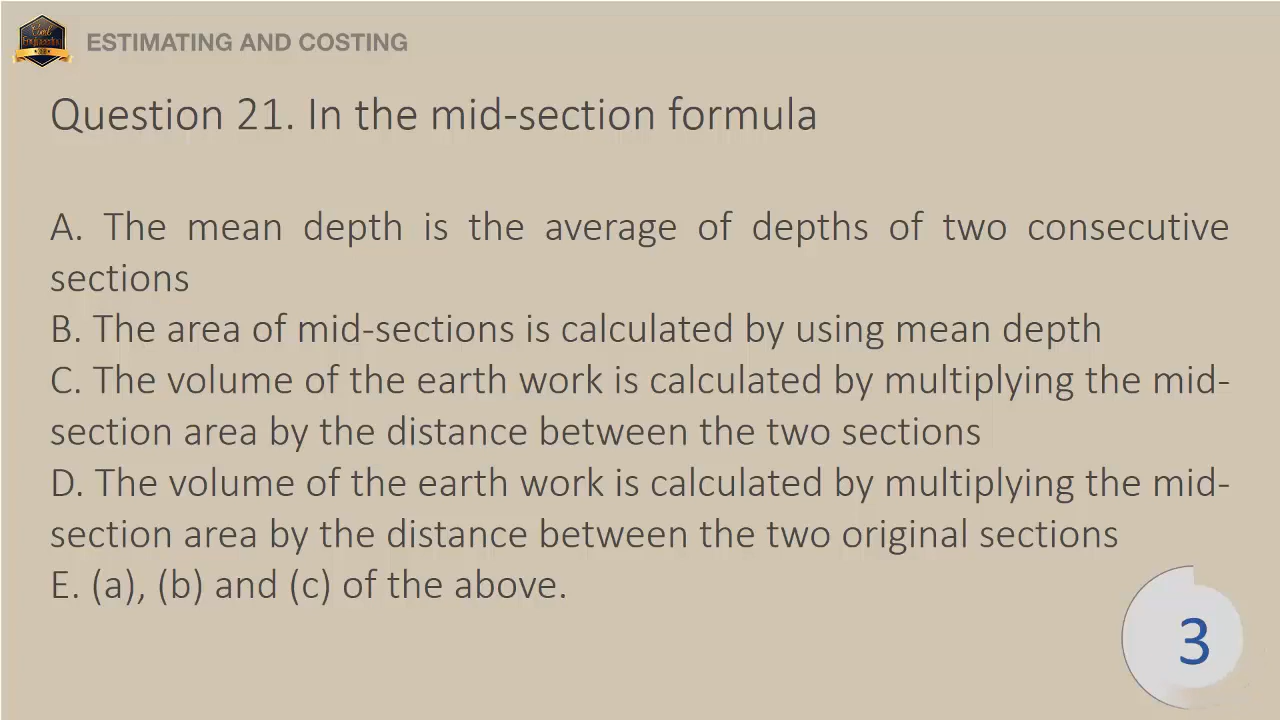 Civil
Engineering
ESTIMATING AND COSTING
Question 21. In the mid-section formula
A. The mean depth is the average of depths of two consecutive
sections
B. The area of mid-sections is calculated by using mean depth
C. The volume of the earth work is calculated by multiplying the mid-
section area by the distance between the two sections
D. The volume of the earth work is calculated by multiplying the mid-
section area by the distance between the two original sections
E. (a), (b) and (c) of the above.
3